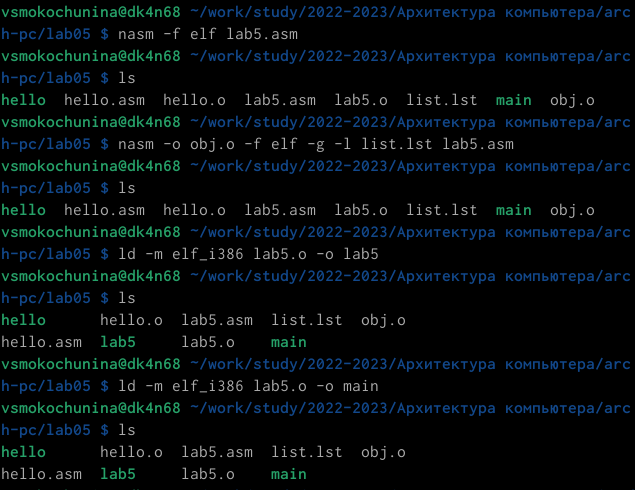 vsmokochunina@dk4n68 ~/work/study/2022-2023/Архитектура компьютера/arc
h-pc/lab05 $ nasm -f elf lab5.asm
vsmokochunina@dk4n68 ~/work/study/2022-2023/Архитектура компьютера/arc
h-pc/lab05 $ ls
hello  hello.asm  hello.o  lab5.asm  lab5.o  list.lst  main  obj.o
vsmokochunina@dk4n68 ~/work/study/2022-2023/Архитектура компьютера/arc
h-pc/lab05 $ nasm -o obj.o -f elf -g -l list.lst lab5.asm
vsmokochunina@dk4n68 ~/work/study/2022-2023/Архитектура компьютера/arc
h-pc/lab05 $ ls
hello  hello.asm  hello.o  lab5.asm  lab5.o  list.lst  main  obj.o
vsmokochunina@dk4n68 ~/work/study/2022-2023/Архитектура компьютера/arc
h-pc/lab05 $ ld -m elf_i386 lab5.o -o lab5
vsmokochunina@dk4n68 ~/work/study/2022-2023/Архитектура компьютера/arc
h-pc/lab05 $ ls
hello      hello.o  lab5.asm  list.lst  obj.o
hello.asm  lab5     lab5.o    main
vsmokochunina@dk4n68 ~/work/study/2022-2023/Архитектура компьютера/arc
h-pc/lab05 $ ld -m elf_i386 lab5.o -o main
vsmokochunina@dk4n68 ~/work/study/2022-2023/Архитектура компьютера/arc
h-pc/lab05 $ ls
hello      hello.o  lab5.asm  list.lst  obj.o
hello.asm  lab5     lab5.o    main